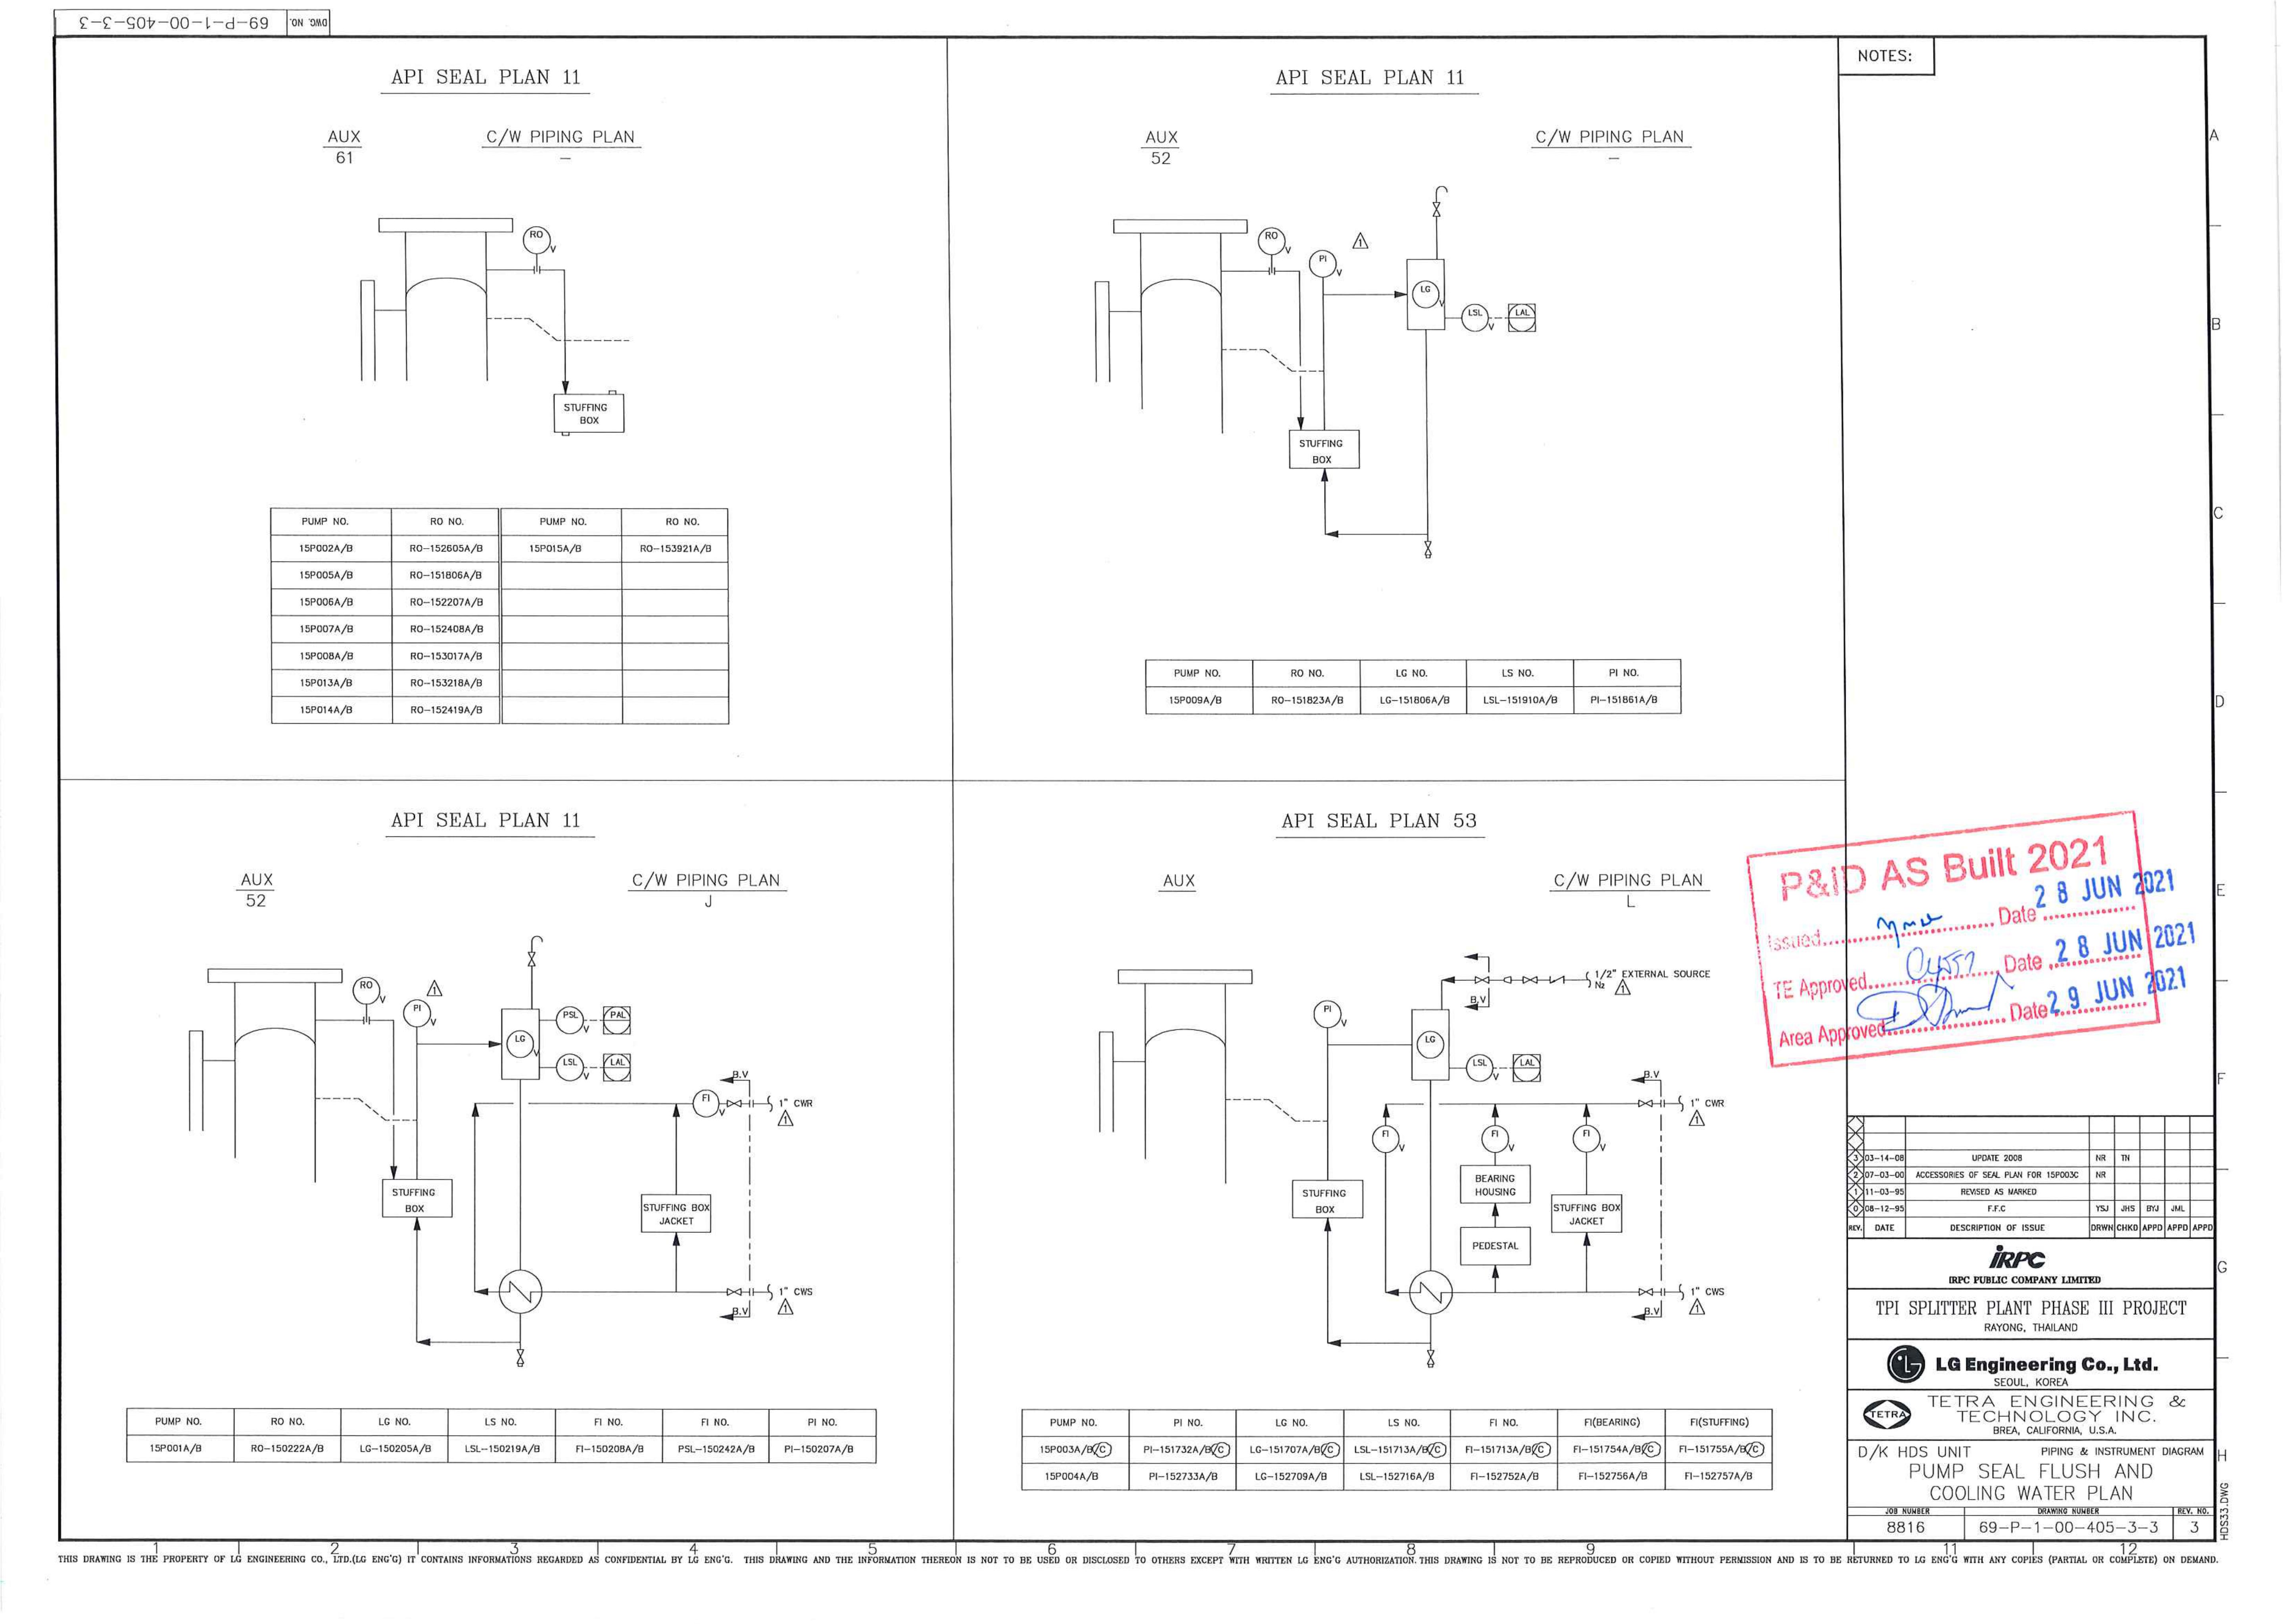 69-P-1-00-405-3-3
DWG. NO.
API SEAL PLAN 11
AUX
61
C/W PIPING PLAN
–
RO
V
STUFFING
BOX
PUMP NO. RO NO. PUMP NO. RO NO.
15P002A/B RO-152605A/B 15P015A/B RO-153921A/B
15P005A/B RO-151806A/B
15P006A/B RO-152207A/B
15P007A/B RO-152408A/B
15P008A/B RO-153017A/B
15P013A/B RO-153218A/B
15P014A/B RO-152419A/B
API SEAL PLAN 11
AUX
52
C/W PIPING PLAN
–
RO
V
PI
V
1
LG
V
LSL
V
LAL
STUFFING
BOX
PUMP NO. RO NO. LG NO. LS NO. PI NO.
15P009A/B RO-151823A/B LG-151806A/B LSL-151910A/B PI-151861A/B
API SEAL PLAN 11
AUX
52
C/W PIPING PLAN
J
RO
V
PI
V
1
LG
V
PSL
V
PAL
LSL
V
LAL
B.V
FI
V
1" CWR
1
STUFFING
BOX
STUFFING BOX
JACKET
1" CWS
1
B.V
PUMP NO. RO NO. LG NO. LS NO. FI NO. FI NO. PI NO.
15P001A/B RO-150222A/B LG-150205A/B LSL-150219A/B FI-150208A/B PSL-150242A/B PI-150207A/B
API SEAL PLAN 53
AUX
C/W PIPING PLAN
L
1/2" EXTERNAL SOURCE
N2
1
B.V
PI
V
LG
LSL
V
LAL
B.V
1" CWR
1
FI
V
FI
V
FI
V
BEARING
HOUSING
STUFFING
BOX
STUFFING BOX
JACKET
PEDESTAL
1" CWS
1
B.V
PUMP NO. PI NO. LG NO. LS NO. FI NO. FI(BEARING) FI(STUFFING)
15P003A/B/C PI-151732A/B/C LG-151707A/B/C LSL-151713A/B/C FI-151713A/B/C FI-151754A/B/C FI-151755A/B/C
15P004A/B PI-152733A/B LG-152709A/B LSL-152716A/B FI-152752A/B FI-152756A/B FI-152757A/B
NOTES:
A
B
C
D
E
F
G
H
P&ID AS Built 2021
Issued Date 28 JUN 2021
TE Approved Date 28 JUN 2021
Area Approved Date 29 JUN 2021
3 03-14-08 UPDATE 2008 NR TN
2 07-03-00 ACCESSORIES OF SEAL PLAN FOR 15P003C NR
1 11-03-95 REVISED AS MARKED
0 08-12-95 F.F.C YSJ JHS BYJ JML
REV. DATE DESCRIPTION OF ISSUE DRWN CHKD APPD APPD APPD
iRPC
IRPC PUBLIC COMPANY LIMITED
TPI SPLITTER PLANT PHASE III PROJECT
RAYONG, THAILAND
LG Engineering Co., Ltd.
SEOUL, KOREA
TETRA
TETRA ENGINEERING &
TECHNOLOGY INC.
BREA, CALIFORNIA, U.S.A.
D/K HDS UNIT PIPING & INSTRUMENT DIAGRAM
PUMP SEAL FLUSH AND
COOLING WATER PLAN
JOB NUMBER DRAWING NUMBER REV. NO.
8816 69-P-1-00-405-3-3 3
HDS33.DWG
1 2 3 4 5 6 7 8 9 11 12
THIS DRAWING IS THE PROPERTY OF LG ENGINEERING CO., LTD.(LG ENG'G) IT CONTAINS INFORMATIONS REGARDED AS CONFIDENTIAL BY LG ENG'G. THIS DRAWING AND THE INFORMATION THEREON IS NOT TO BE USED OR DISCLOSED TO OTHERS EXCEPT WITH WRITTEN LG ENG'G AUTHORIZATION. THIS DRAWING IS NOT TO BE REPRODUCED OR COPIED WITHOUT PERMISSION AND IS TO BE RETURNED TO LG ENG'G WITH ANY COPIES (PARTIAL OR COMPLETE) ON DEMAND.